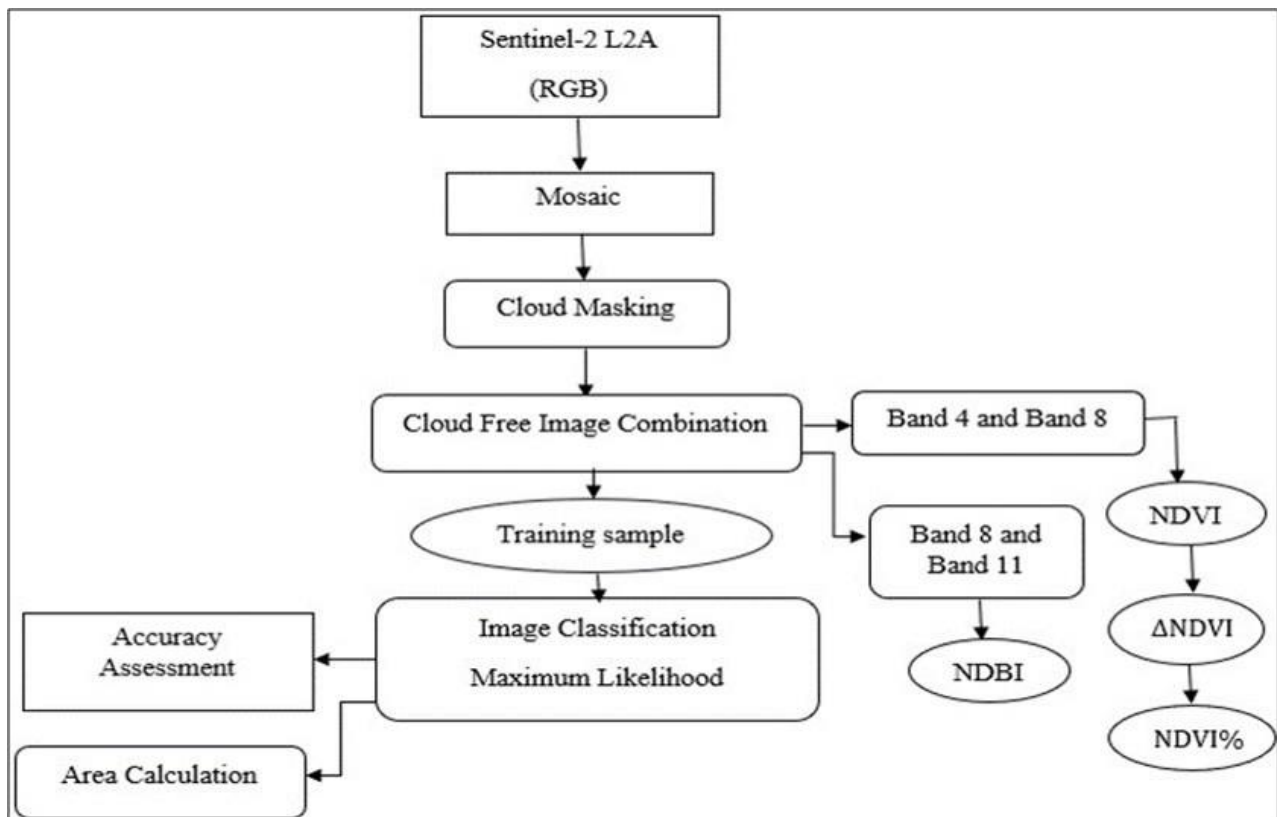 Sentinel-2 L2A
(RGB)
Mosaic
Cloud Masking
Cloud Free Image Combination
Band 4 and Band 8
NDVI
Training sample
Band 8 and
Band 11
ΔNDVI
Image Classification
Maximum Likelihood
Accuracy
Assessment
NDBI
NDVI%
Area Calculation